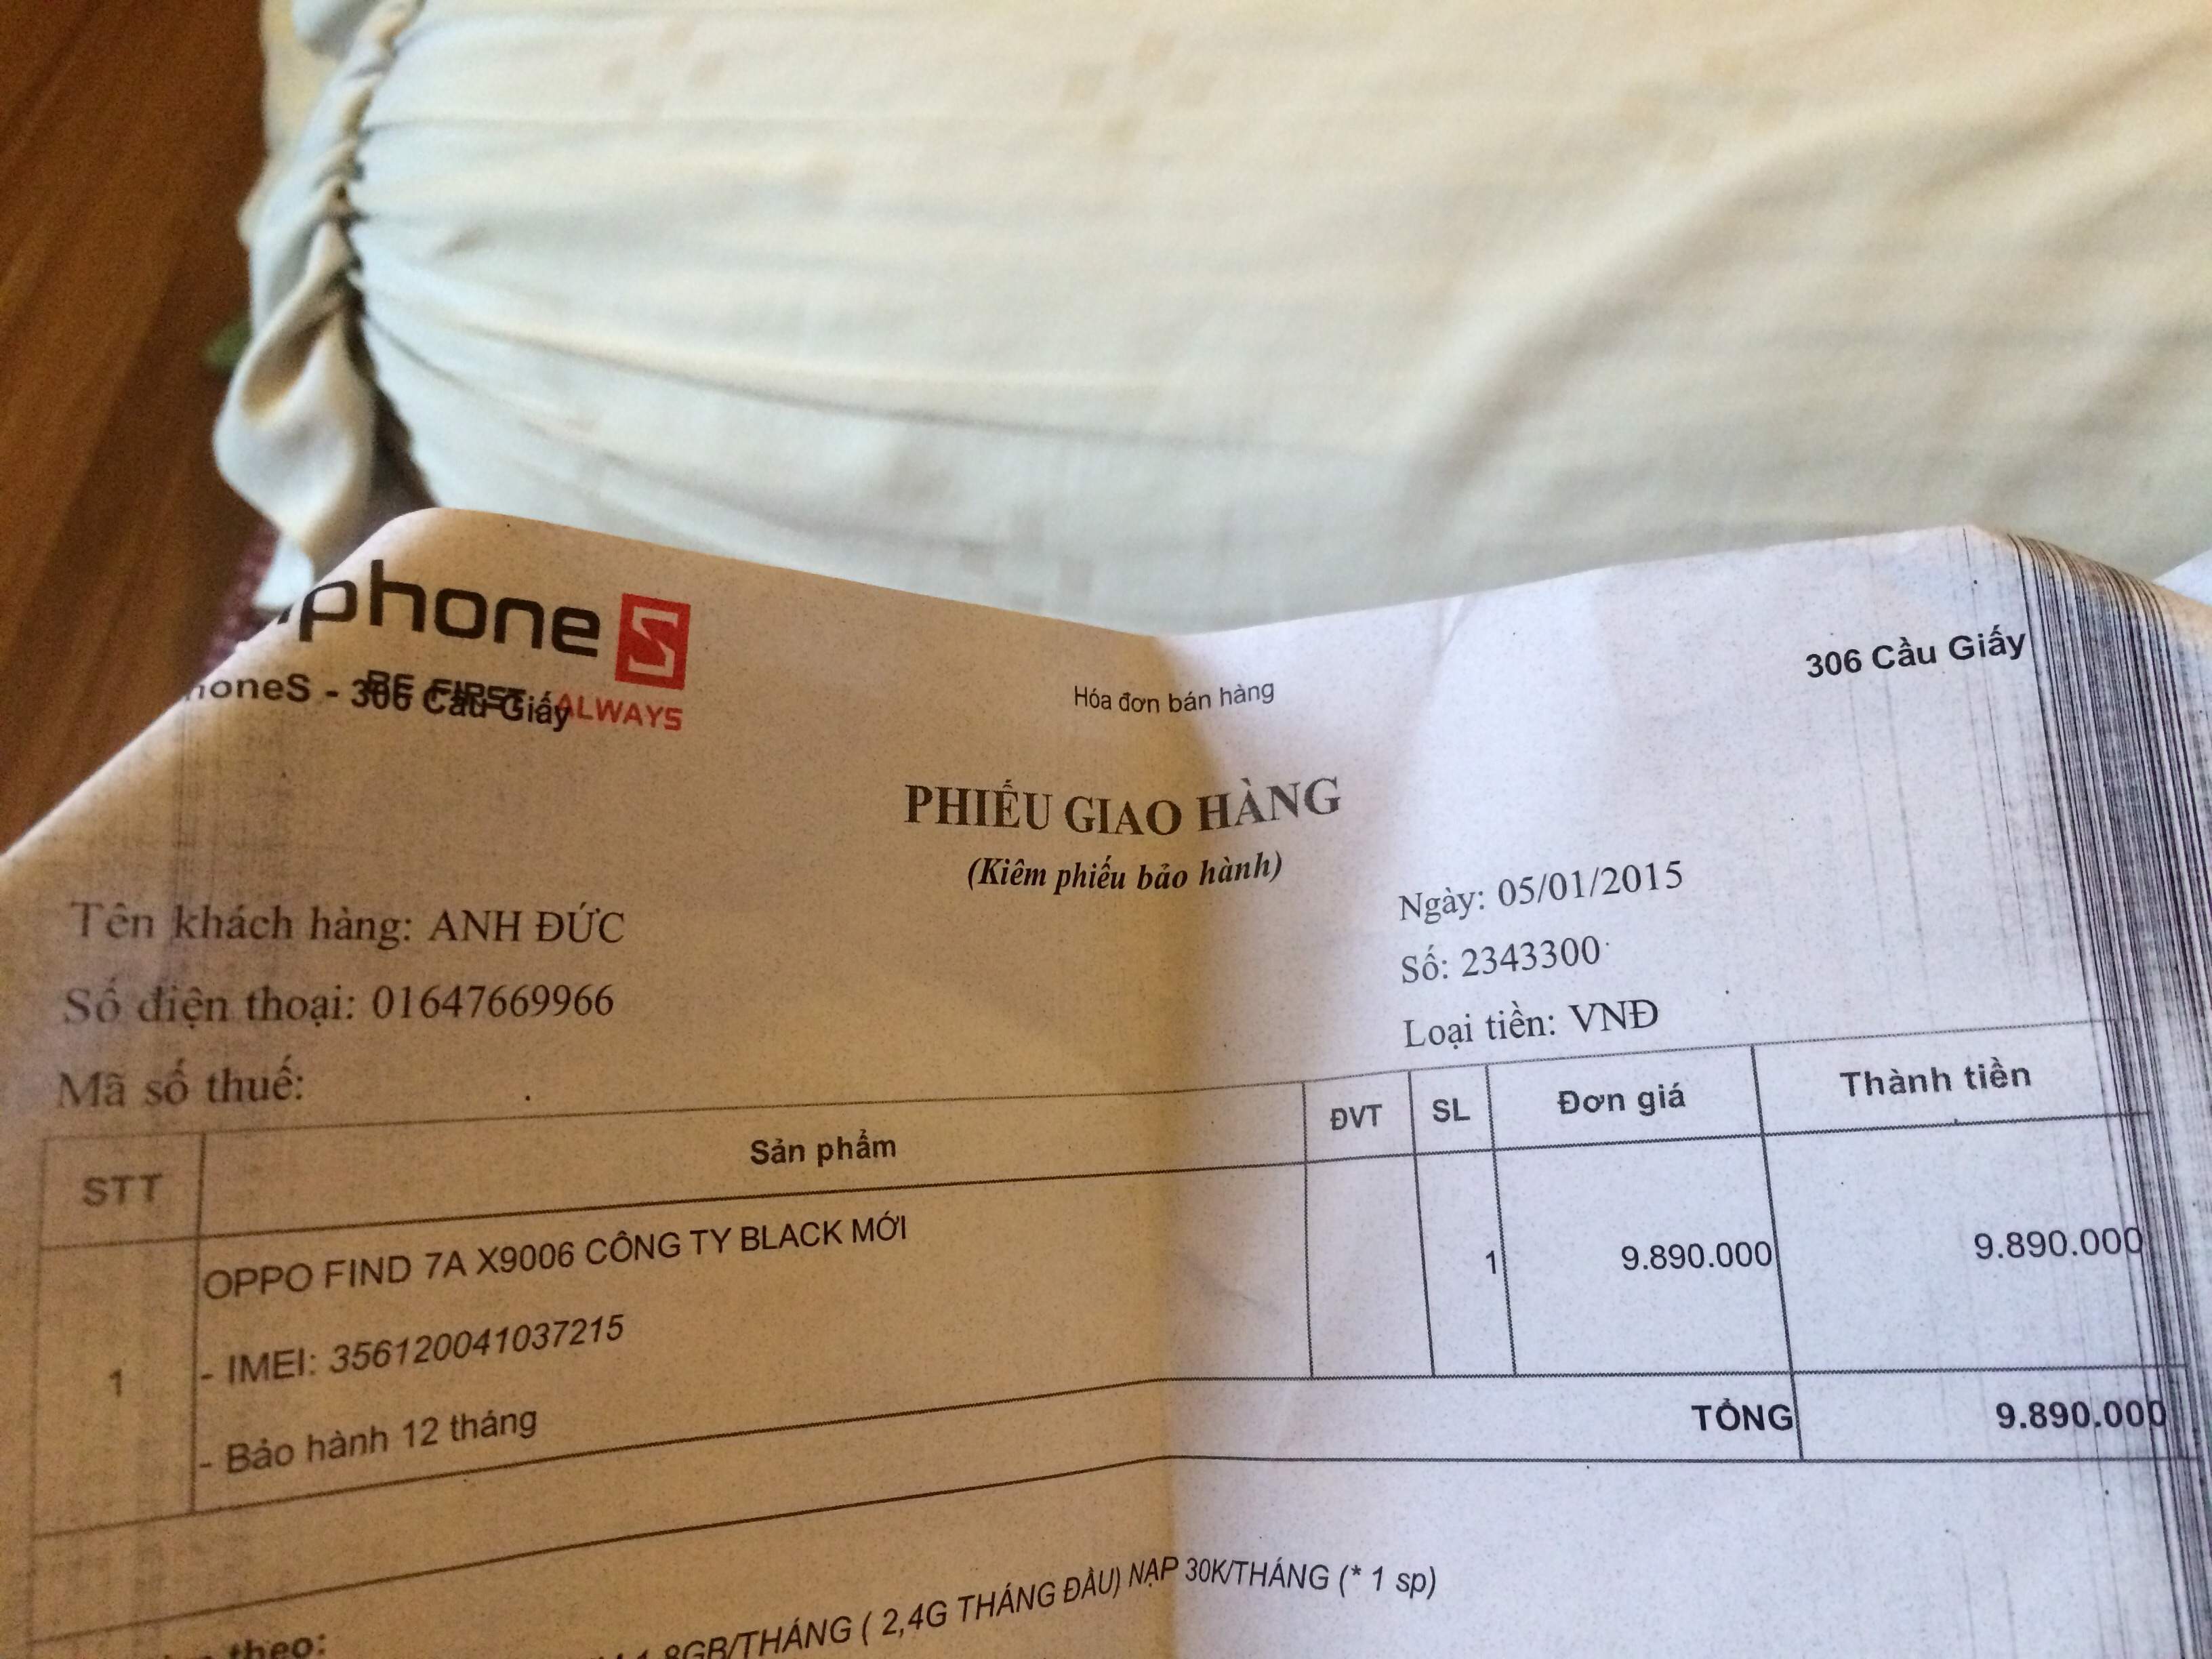 phone S
honeS - 306 Cầu Giấy
BE FIRST ALWAYS
Hóa đơn bán hàng
306 Cầu Giấy
PHIẾU GIAO HÀNG
(Kiêm phiếu bảo hành)
Ngày: 05/01/2015
Tên khách hàng: ANH ĐỨC
Số: 2343300
Số điện thoại: 01647669966
Loại tiền: VNĐ
Mã số thuế:
STT Sản phẩm ĐVT SL Đơn giá Thành tiền
OPPO FIND 7A X9006 CÔNG TY BLACK MỚI
1 - IMEI: 356120041037215 1 9.890.000 9.890.000
- Bảo hành 12 tháng
TỔNG 9.890.000
theo:
1,8GB/THÁNG ( 2,4G THÁNG ĐẦU) NẠP 30K/THÁNG (* 1 sp)